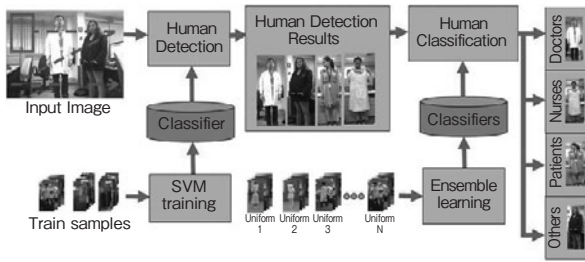 Input Image
Human
Detection
Human Detection
Results
Human
Classification
Doctors
Nurses
Patients
Others
Classifier
Classifiers
Train samples
SVM
training
Uniform
1
Uniform
2
Uniform
3
Uniform
N
Ensemble
learning